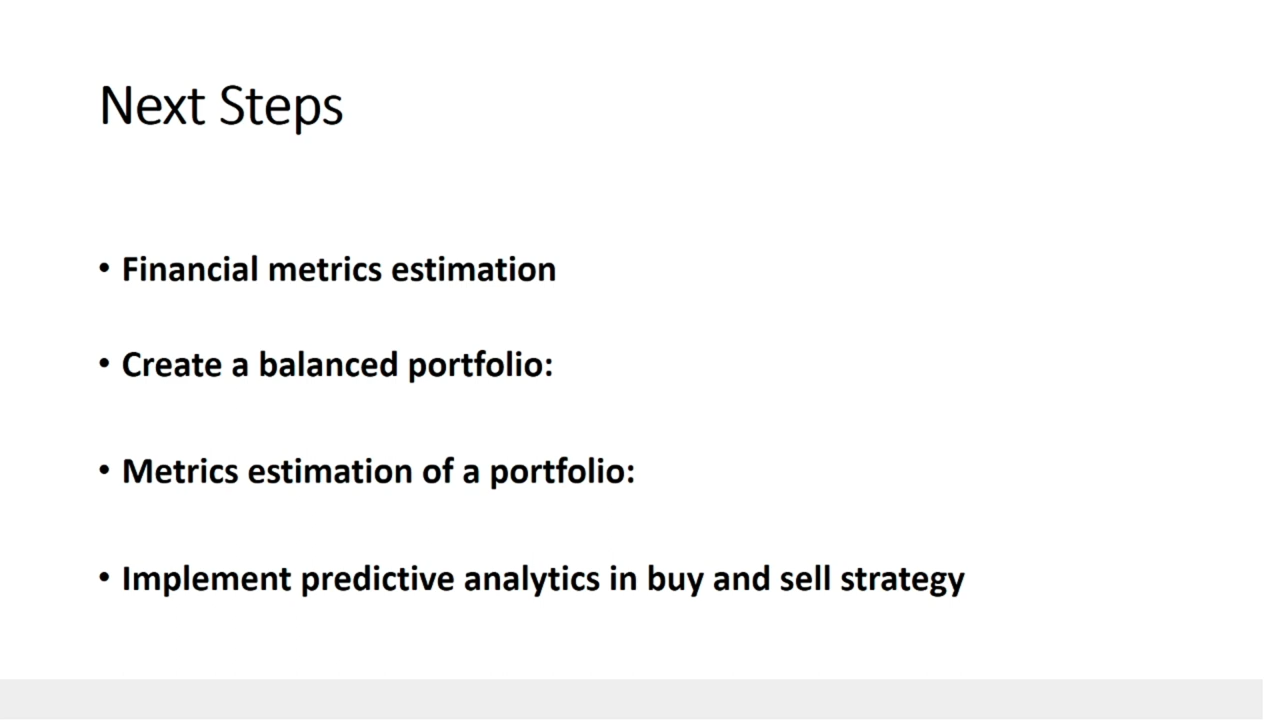 Next Steps
• Financial metrics estimation
• Create a balanced portfolio:
• Metrics estimation of a portfolio:
• Implement predictive analytics in buy and sell strategy